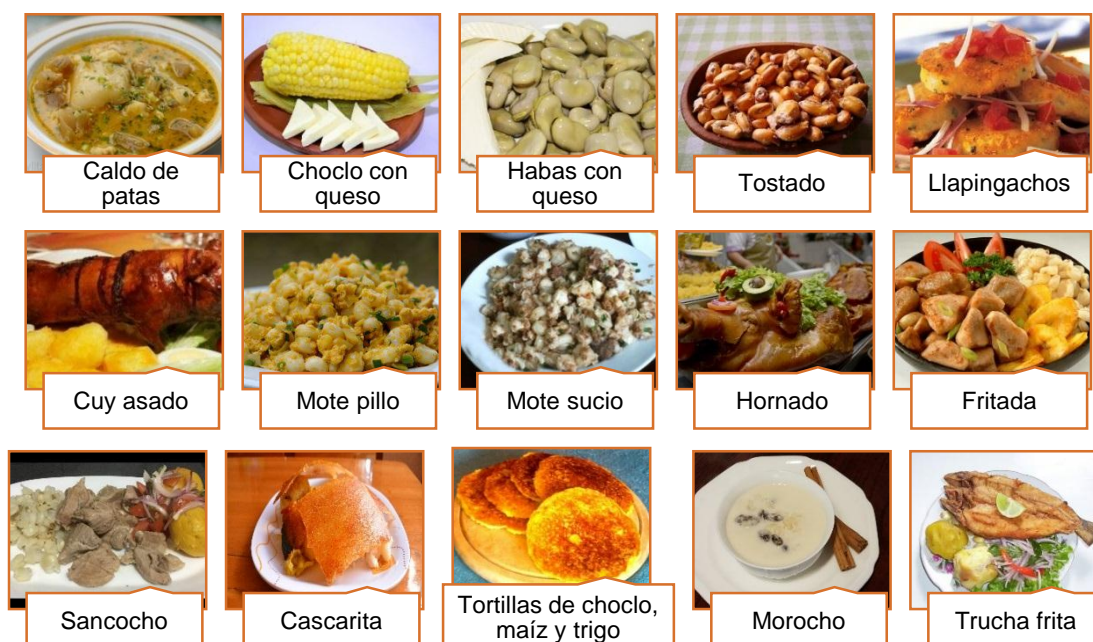 Caldo de
patas
Choclo con
queso
Habas con
queso
Tostado
Llapingachos
Cuy asado
Mote pillo
Mote sucio
Hornado
Fritada
Sancocho
Cascarita
Tortillas de choclo,
maíz y trigo
Morocho
Trucha frita